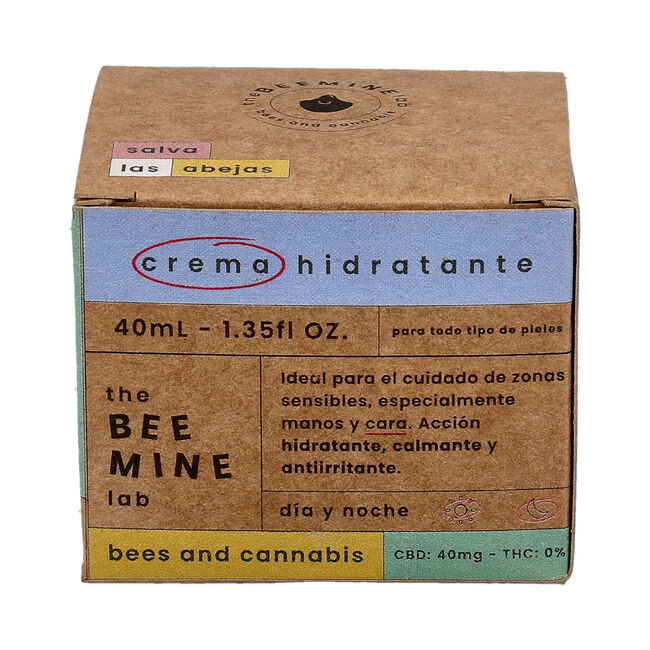 the BEEMINE lab
bees and cannabis
salva
las abejas
crema hidratante
40mL - 1.35fl OZ.
para todo tipo de pieles
the
BEE
MINE
lab
Ideal para el cuidado de zonas
sensibles, especialmente
manos y cara. Acción
hidratante, calmante y
antiirritante.
día y noche
bees and cannabis
CBD: 40mg - THC: 0%